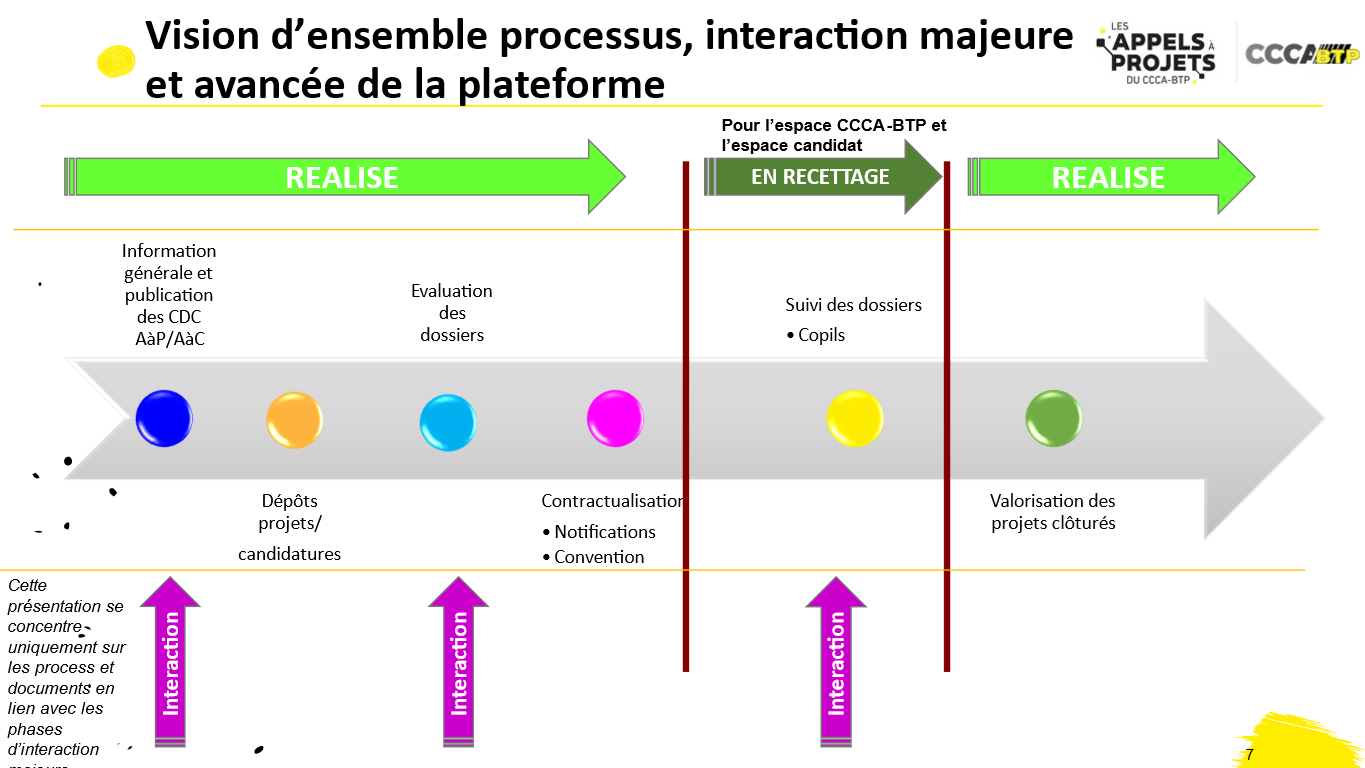 Vision d’ensemble processus, interaction majeure
et avancée de la plateforme
LES
APPELS À
PROJETS
DU CCCA-BTP
CCCA BTP
Pour l’espace CCCA-BTP et
l’espace candidat
REALISE
EN RECETTAGE
REALISE
Information
générale et
publication
des CDC
AàP/AàC
Evaluation
des
dossiers
Suivi des dossiers
• Copils
Dépôts
projets/
candidatures
Contractualisation
• Notifications
• Convention
Valorisation des
projets clôturés
Cette
présentation se
concentre
uniquement sur
les process et
documents en
lien avec les
phases
d’interaction
Interaction
Interaction
Interaction
7